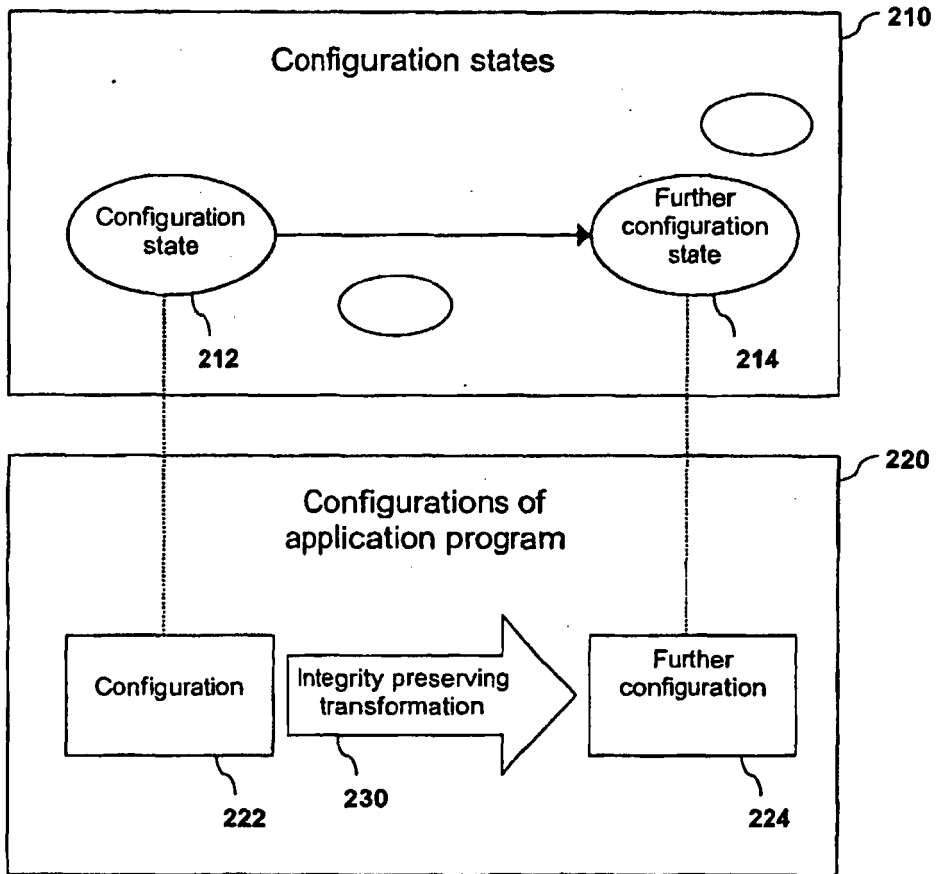 210
Configuration states
Configuration
state
Further
configuration
state
212
214
220
Configurations of
application program
Configuration
Integrity preserving
transformation
Further
configuration
222
230
224